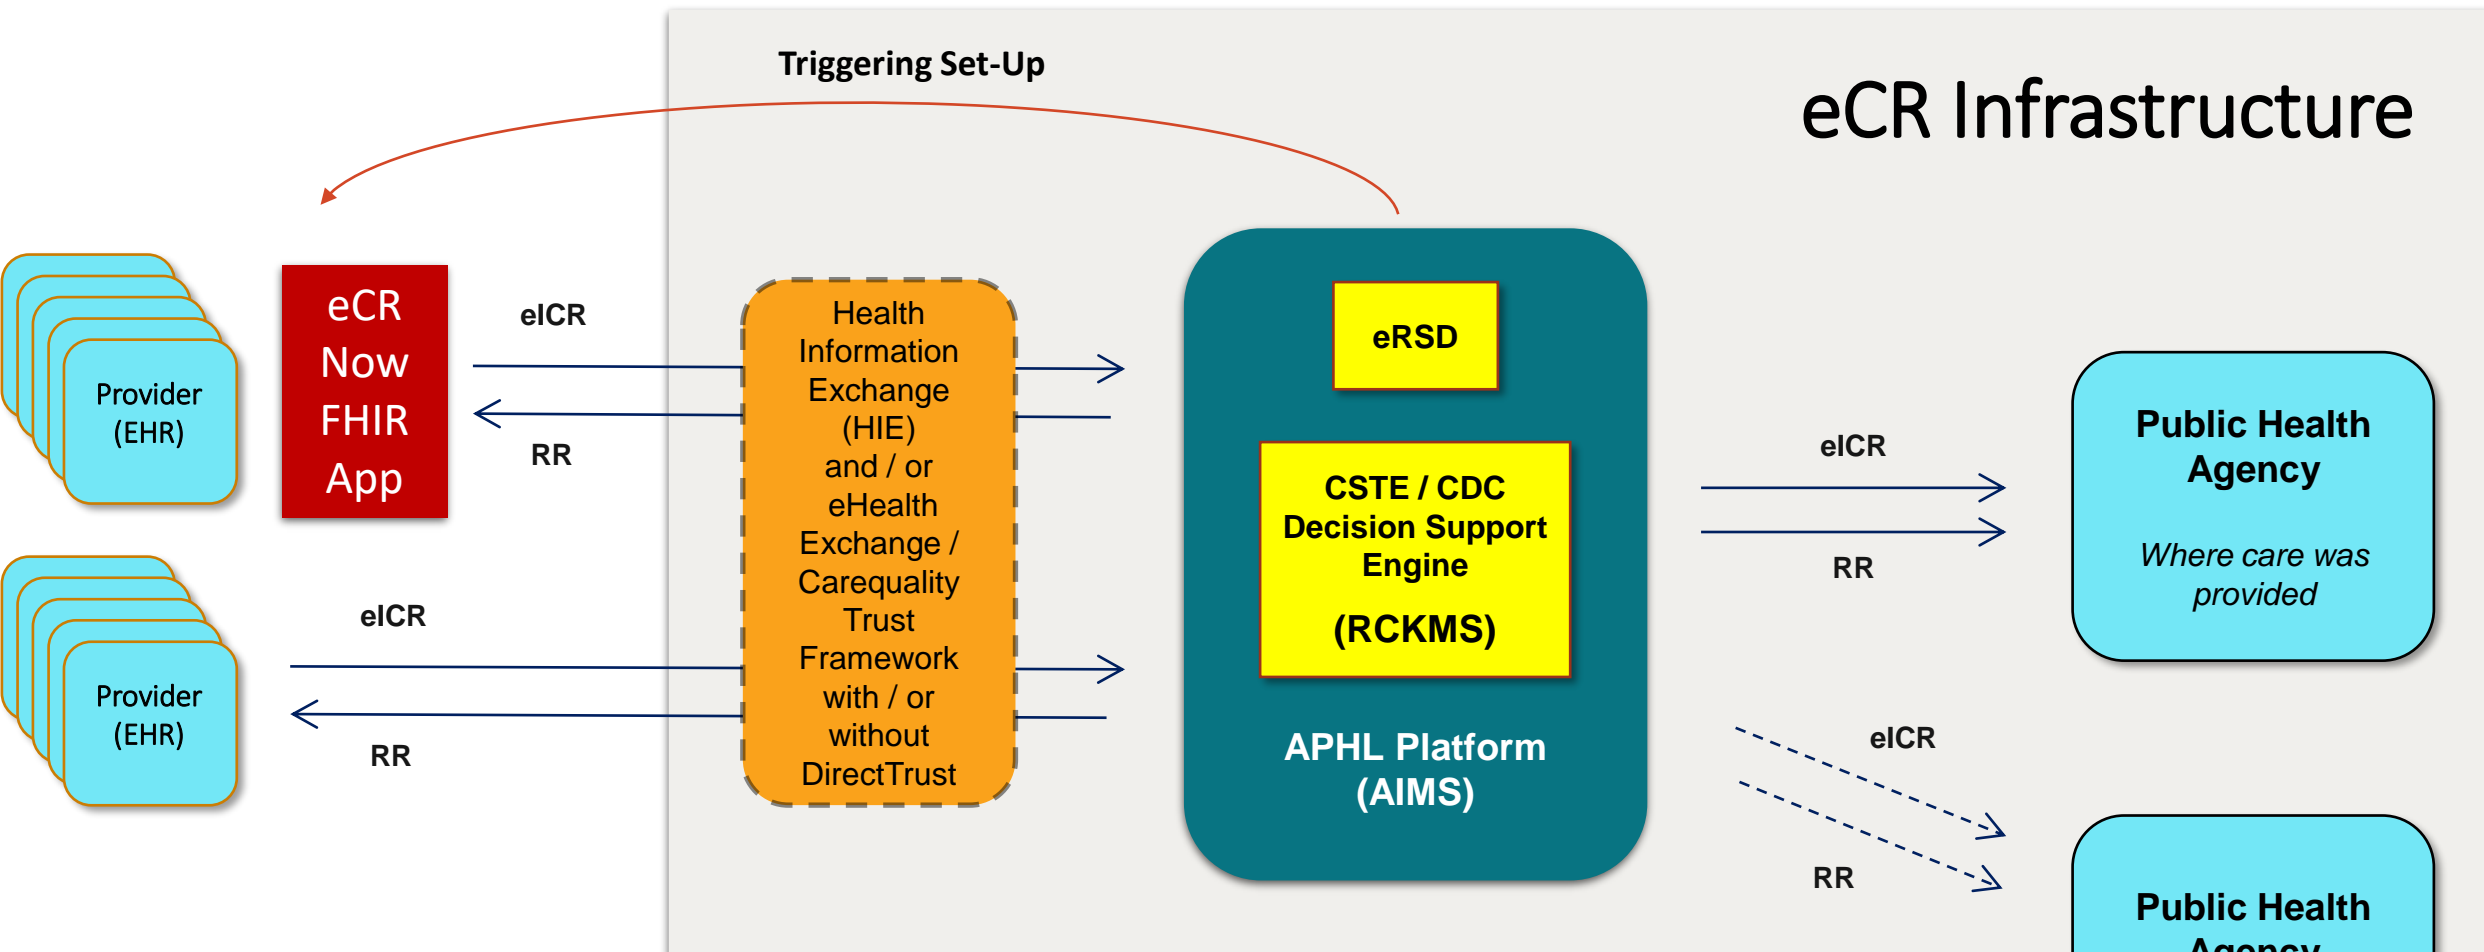 Triggering Set-Up
eCR Infrastructure
Provider
(EHR)
eCR
Now
FHIR
App
eICR
RR
Health
Information
Exchange
(HIE)
and / or
eHealth
Exchange /
Carequality
Trust
Framework
with / or
without
DirectTrust
eRSD
CSTE / CDC
Decision Support
Engine
(RCKMS)
APHL Platform
(AIMS)
eICR
RR
Public Health
Agency
Where care was
provided
Provider
(EHR)
eICR
RR
eICR
RR
Public Health
Agency